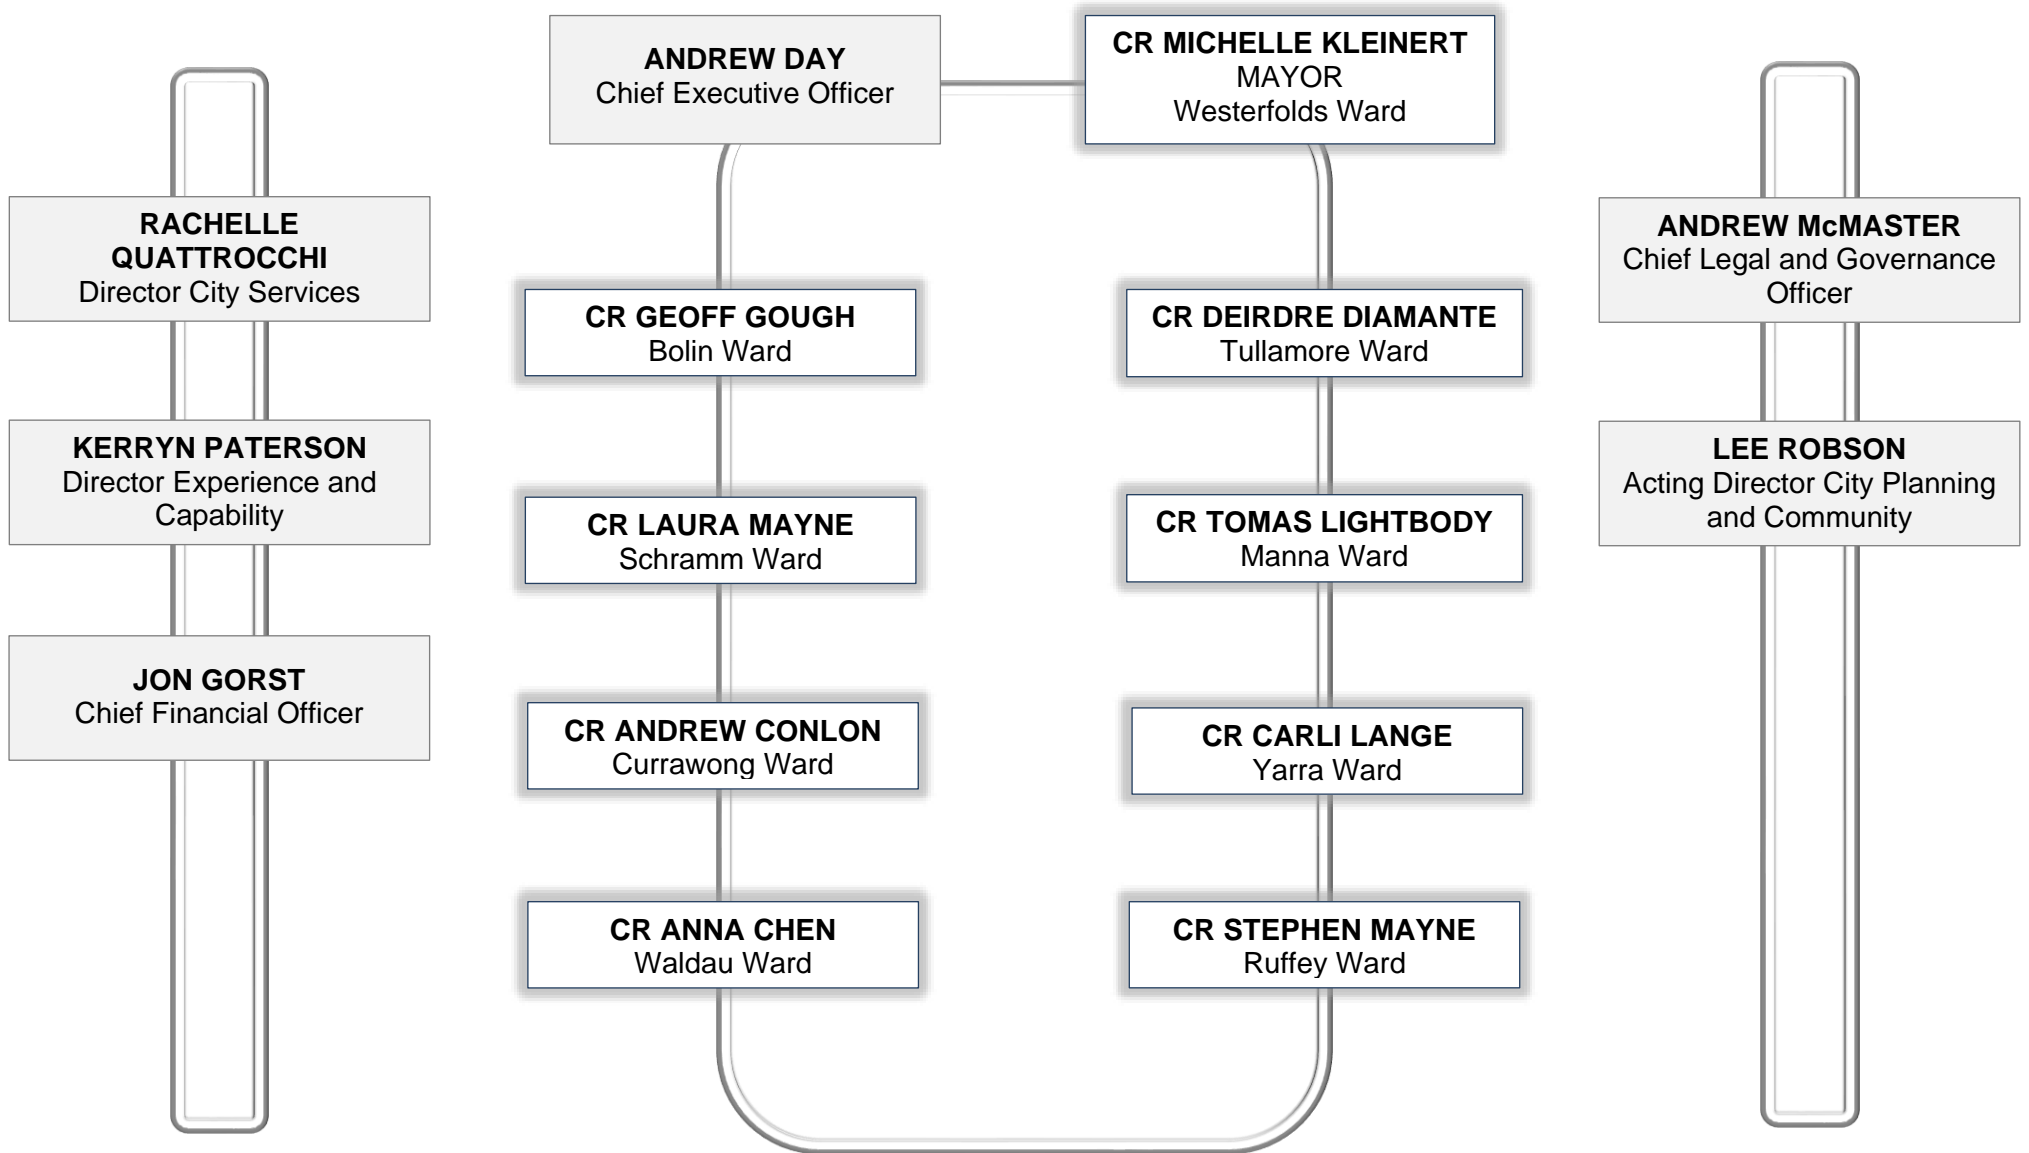 ANDREW DAY
Chief Executive Officer
CR MICHELLE KLEINERT
MAYOR
Westerfolds Ward
RACHELLE
QUATTROCCHI
Director City Services
KERRYN PATERSON
Director Experience and
Capability
JON GORST
Chief Financial Officer
CR GEOFF GOUGH
Bolin Ward
CR LAURA MAYNE
Schramm Ward
CR ANDREW CONLON
Currawong Ward
CR ANNA CHEN
Waldau Ward
CR DEIRDRE DIAMANTE
Tullamore Ward
CR TOMAS LIGHTBODY
Manna Ward
CR CARLI LANGE
Yarra Ward
CR STEPHEN MAYNE
Ruffey Ward
ANDREW McMASTER
Chief Legal and Governance
Officer
LEE ROBSON
Acting Director City Planning
and Community